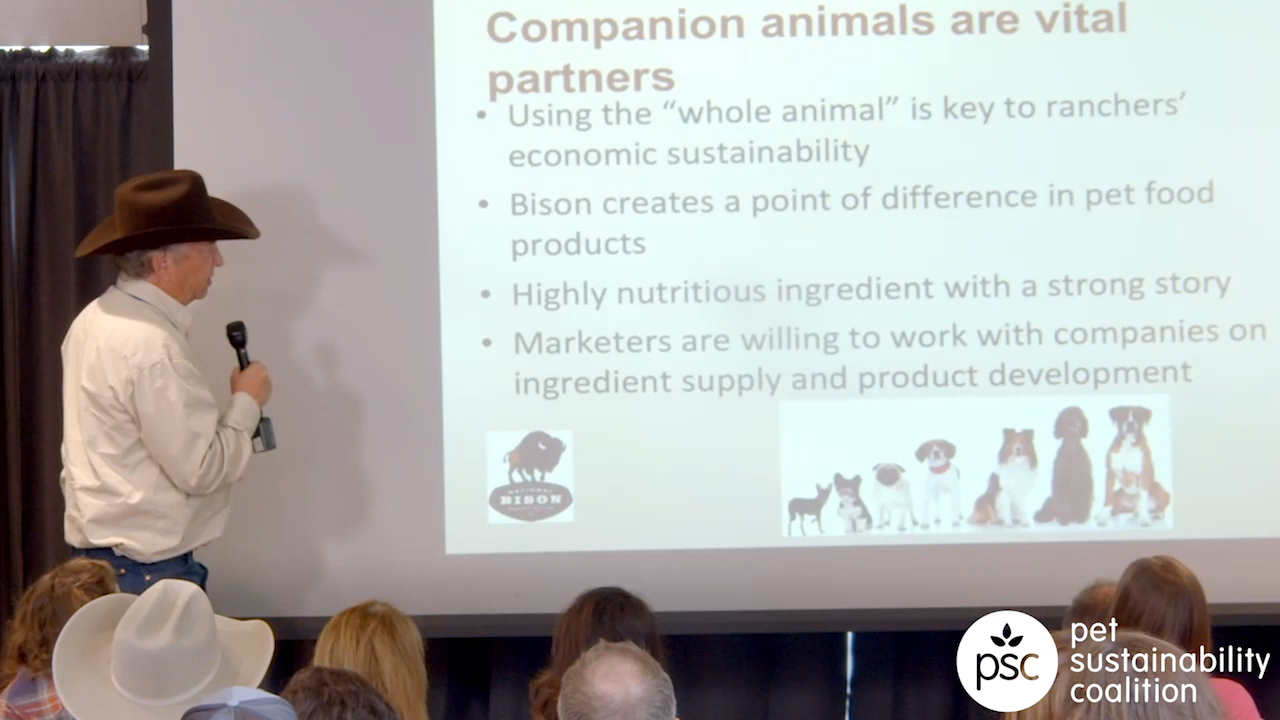 Companion animals are vital
partners
• Using the “whole animal” is key to ranchers’
economic sustainability
• Bison creates a point of difference in pet food
products
• Highly nutritious ingredient with a strong story
• Marketers are willing to work with companies on
ingredient supply and product development
NATIONAL
BISON
psc
pet
sustainability
coalition